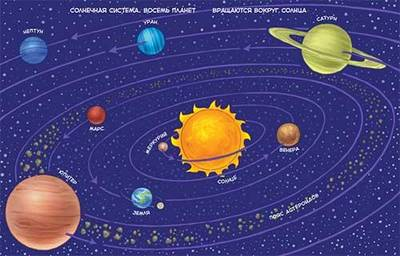 СОЛНЕЧНАЯ СИСТЕМА. ВОСЕМЬ ПЛАНЕТ ВРАЩАЮТСЯ ВОКРУГ СОЛНЦА
НЕПТУН
УРАН
САТУРН
МАРС
МЕРКУРИЙ
ВЕНЕРА
СОЛНЦЕ
ЮПИТЕР
ЗЕМЛЯ
ПОЯС АСТЕРОИДОВ